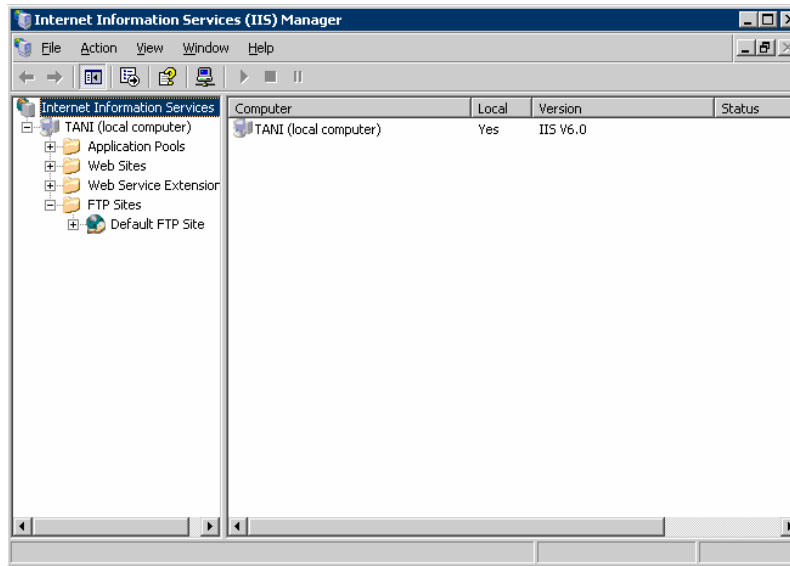 Internet Information Services (IIS) Manager
File Action View Window Help
Internet Information Services
TANI (local computer)
Application Pools
Web Sites
Web Service Extension
FTP Sites
Default FTP Site
Computer Local Version Status
TANI (local computer) Yes IIS V6.0